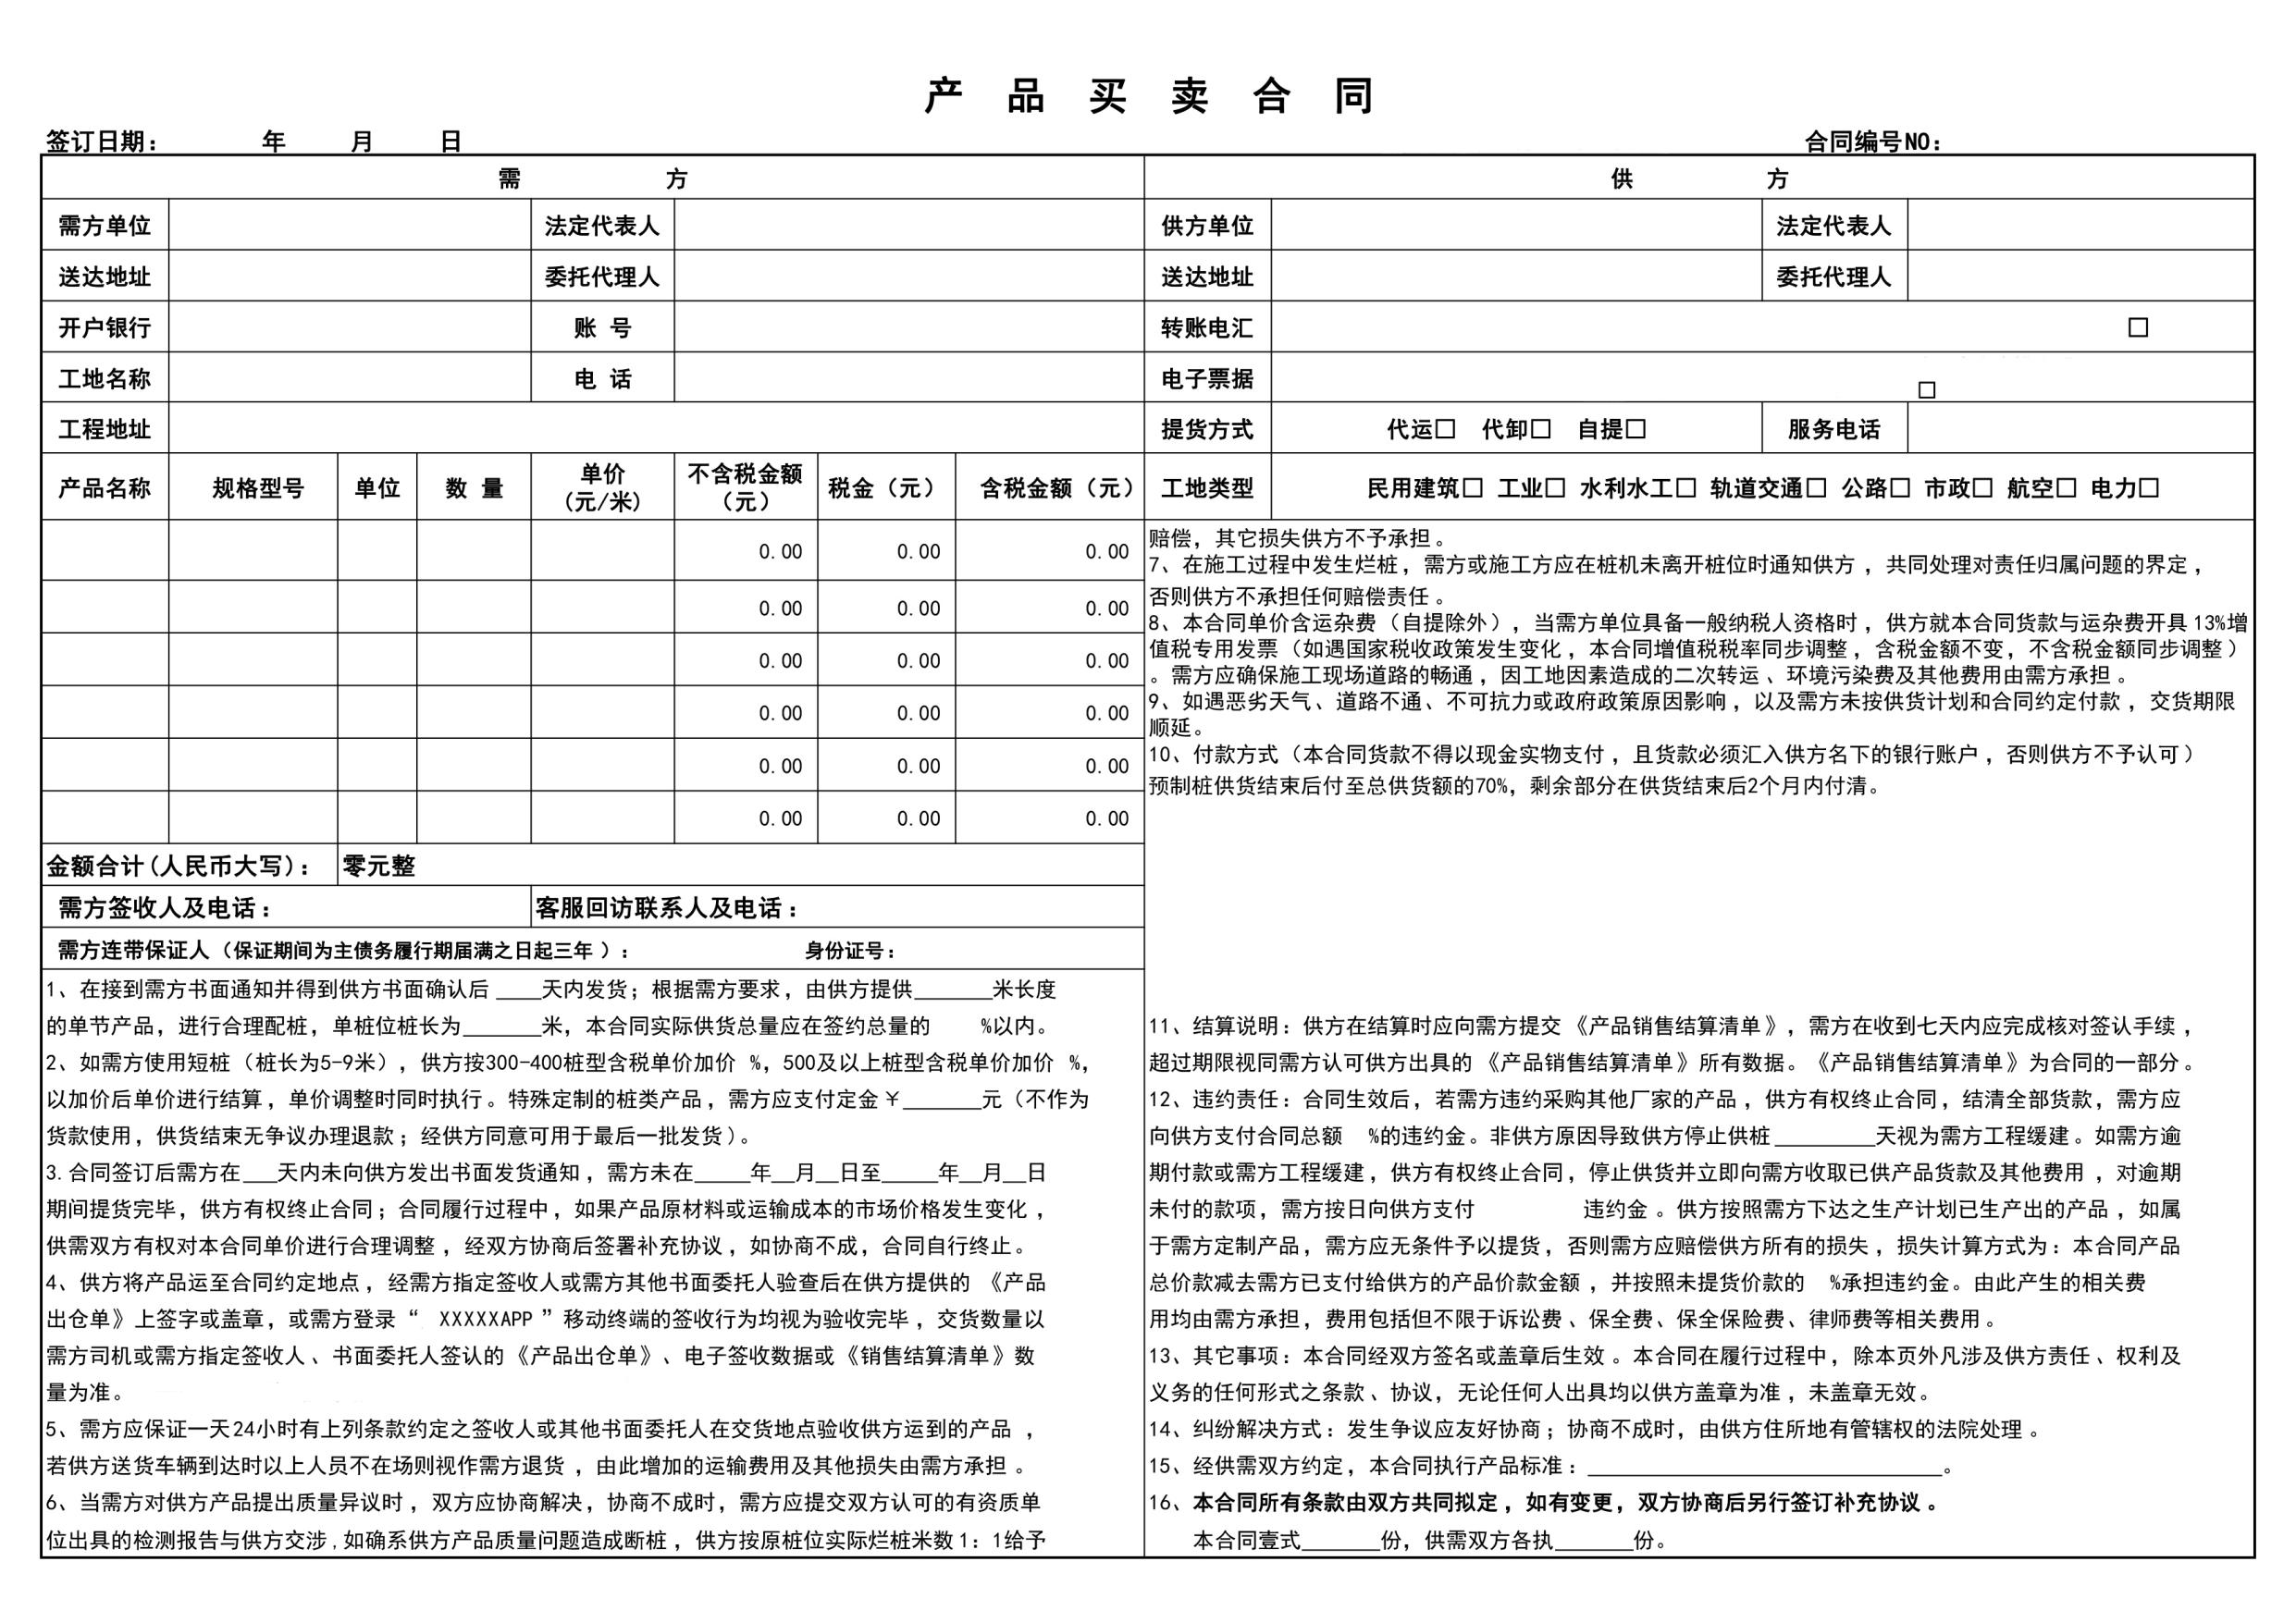 产品买卖合同
签订日期： 年 月 日 合同编号NO：
需 方 供 方
需方单位 法定代表人 供方单位 法定代表人
送达地址 委托代理人 送达地址 委托代理人
开户银行 账 号 转账电汇 □
工地名称 电 话 电子票据 □
工程地址 提货方式 代运□ 代卸□ 自提□ 服务电话
产品名称 规格型号 单位 数 量 单价（元/米） 不含税金额（元） 税金（元） 含税金额（元） 工地类型 民用建筑□ 工业□ 水利水工□ 轨道交通□ 公路□ 市政□ 航空□ 电力□
0.00 0.00 0.00
0.00 0.00 0.00
0.00 0.00 0.00
0.00 0.00 0.00
0.00 0.00 0.00
0.00 0.00 0.00
金额合计(人民币大写)： 零元整
需方签收人及电话： 客服回访联系人及电话：
需方连带保证人（保证期间为主债务履行期届满之日起三年）： 身份证号：
1、在接到需方书面通知并得到供方书面确认后____天内发货；根据需方要求，由供方提供_______米长度
的单节产品，进行合理配桩，单桩位桩长为_______米，本合同实际供货总量应在签约总量的 %以内。
2、如需方使用短桩（桩长为5-9米），供方按300-400桩型含税单价加价 %，500及以上桩型含税单价加价 %，
以加价后单价进行结算，单价调整时同时执行。特殊定制的桩类产品，需方应支付定金￥_______元（不作为
货款使用，供货结束无争议办理退款；经供方同意可用于最后一批发货）。
3.合同签订后需方在___天内未向供方发出书面发货通知，需方未在_____年__月__日至_____年__月__日
期间提货完毕，供方有权终止合同；合同履行过程中，如果产品原材料或运输成本的市场价格发生变化，
供需双方有权对本合同单价进行合理调整，经双方协商后签署补充协议，如协商不成，合同自行终止。
4、供方将产品运至合同约定地点，经需方指定签收人或需方其他书面委托人验查后在供方提供的《产品
出仓单》上签字或盖章，或需方登录“ XXXXXAPP ”移动终端的签收行为均视为验收完毕，交货数量以
需方司机或需方指定签收人、书面委托人签认的《产品出仓单》、电子签收数据或《销售结算清单》数
量为准。
5、需方应保证一天24小时有上列条款约定之签收人或其他书面委托人在交货地点验收供方运到的产品，
若供方送货车辆到达时以上人员不在场则视作需方退货，由此增加的运输费用及其他损失由需方承担。
6、当需方对供方产品提出质量异议时，双方应协商解决，协商不成时，需方应提交双方认可的有资质单
位出具的检测报告与供方交涉,如确系供方产品质量问题造成断桩，供方按原桩位实际烂桩米数1：1给予
赔偿，其它损失供方不予承担。
7、在施工过程中发生烂桩，需方或施工方应在桩机未离开桩位时通知供方，共同处理对责任归属问题的界定，
否则供方不承担任何赔偿责任。
8、本合同单价含运杂费（自提除外），当需方单位具备一般纳税人资格时，供方就本合同货款与运杂费开具13%增
值税专用发票（如遇国家税收政策发生变化，本合同增值税税率同步调整，含税金额不变，不含税金额同步调整）
。需方应确保施工现场道路的畅通，因工地因素造成的二次转运、环境污染费及其他费用由需方承担。
9、如遇恶劣天气、道路不通、不可抗力或政府政策原因影响，以及需方未按供货计划和合同约定付款，交货期限
顺延。
10、付款方式（本合同货款不得以现金实物支付，且货款必须汇入供方名下的银行账户，否则供方不予认可）
预制桩供货结束后付至总供货额的70%，剩余部分在供货结束后2个月内付清。
11、结算说明：供方在结算时应向需方提交《产品销售结算清单》，需方在收到七天内应完成核对签认手续，
超过期限视同需方认可供方出具的《产品销售结算清单》所有数据。《产品销售结算清单》为合同的一部分。
12、违约责任：合同生效后，若需方违约采购其他厂家的产品，供方有权终止合同，结清全部货款，需方应
向供方支付合同总额 %的违约金。非供方原因导致供方停止供桩_________天视为需方工程缓建。如需方逾
期付款或需方工程缓建，供方有权终止合同，停止供货并立即向需方收取已供产品货款及其他费用，对逾期
未付的款项，需方按日向供方支付 违约金。供方按照需方下达之生产计划已生产出的产品，如属
于需方定制产品，需方应无条件予以提货，否则需方应赔偿供方所有的损失，损失计算方式为：本合同产品
总价款减去需方已支付给供方的产品价款金额，并按照未提货价款的 %承担违约金。由此产生的相关费
用均由需方承担，费用包括但不限于诉讼费、保全费、保全保险费、律师费等相关费用。
13、其它事项：本合同经双方签名或盖章后生效。本合同在履行过程中，除本页外凡涉及供方责任、权利及
义务的任何形式之条款、协议，无论任何人出具均以供方盖章为准，未盖章无效。
14、纠纷解决方式：发生争议应友好协商；协商不成时，由供方住所地有管辖权的法院处理。
15、经供需双方约定，本合同执行产品标准：________________________________。
16、本合同所有条款由双方共同拟定，如有变更，双方协商后另行签订补充协议。
本合同壹式_______份，供需双方各执_______份。